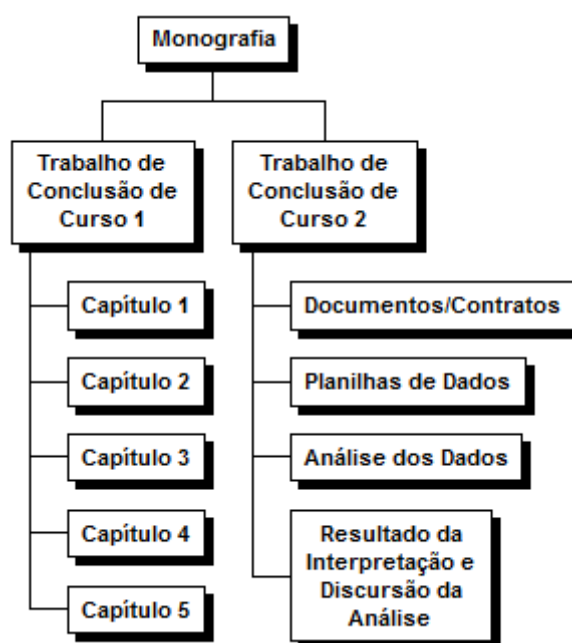 Monografia
Trabalho de
Conclusão de
Curso 1
Capítulo 1
Capítulo 2
Capítulo 3
Capítulo 4
Capítulo 5
Trabalho de
Conclusão de
Curso 2
Documentos/Contratos
Planilhas de Dados
Análise dos Dados
Resultado da
Interpretação e
Discursão da
Análise